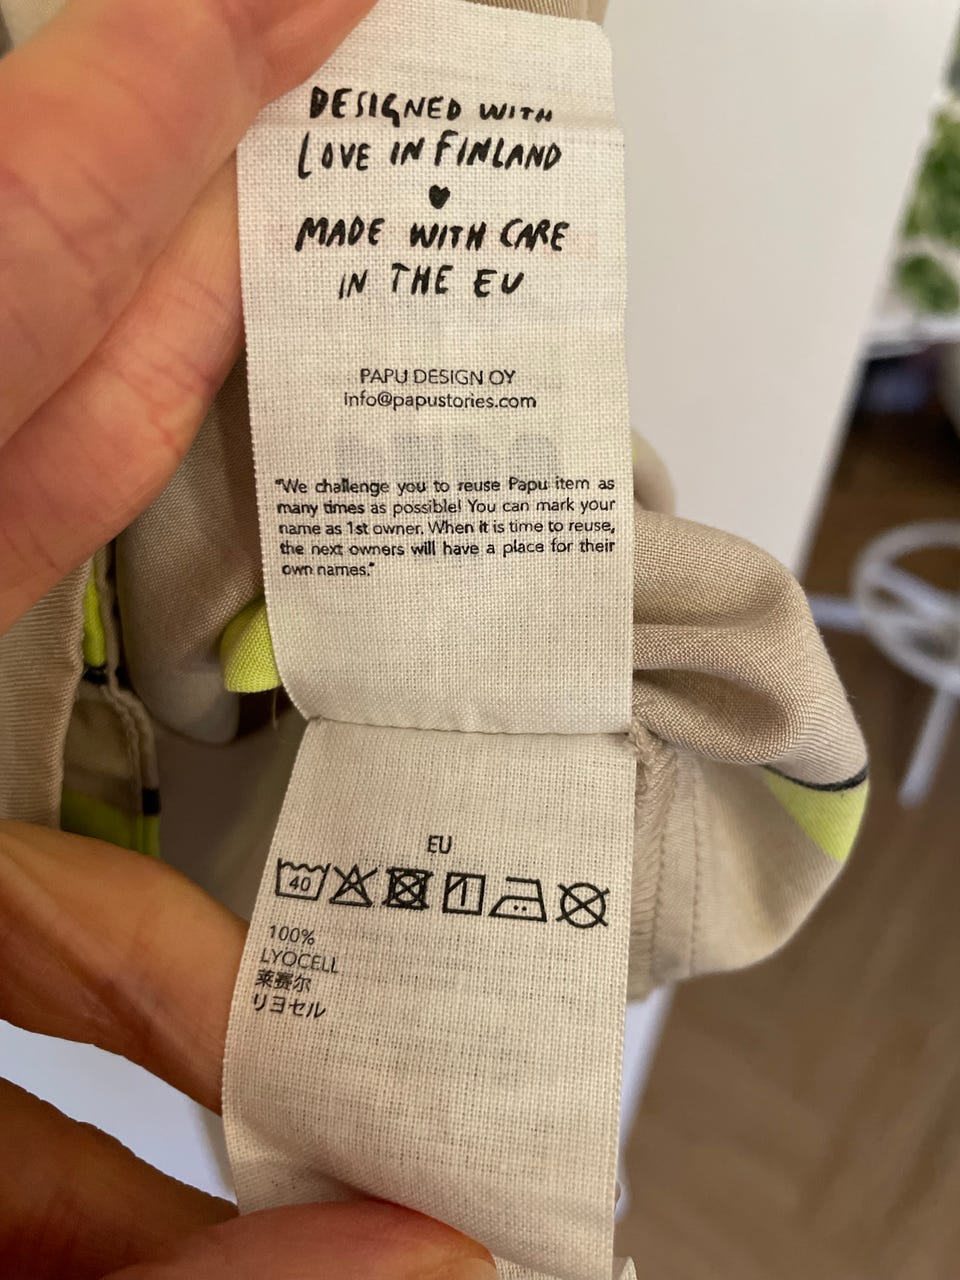 DESIGNED WITH
LOVE IN FINLAND
♥
MADE WITH CARE
IN THE EU
PAPU DESIGN OY
info@papustories.com
"We challenge you to reuse Papu item as
many times as possible! You can mark your
name as 1st owner. When it is time to reuse,
the next owners will have a place for their
own names."
EU
40
100%
LYOCELL
莱赛尔
リヨセル